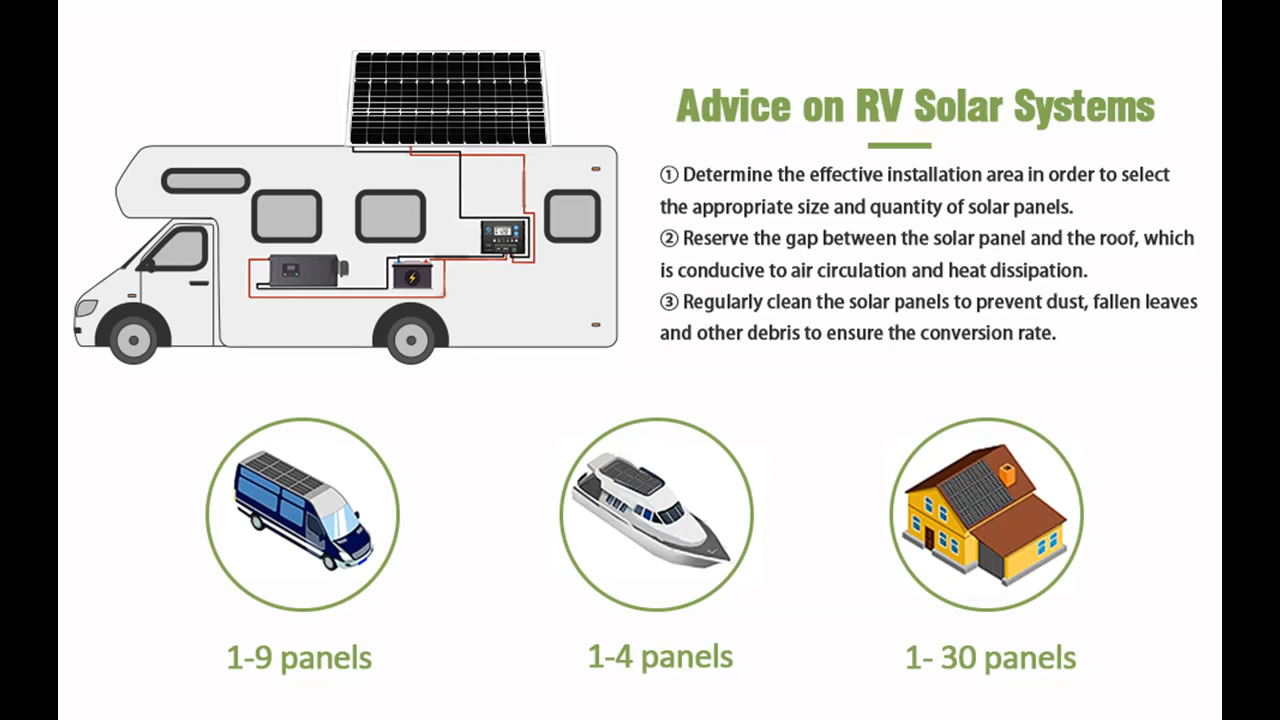 Advice on RV Solar Systems
① Determine the effective installation area in order to select
the appropriate size and quantity of solar panels.
② Reserve the gap between the solar panel and the roof, which
is conducive to air circulation and heat dissipation.
③ Regularly clean the solar panels to prevent dust, fallen leaves
and other debris to ensure the conversion rate.
1-9 panels
1-4 panels
1- 30 panels